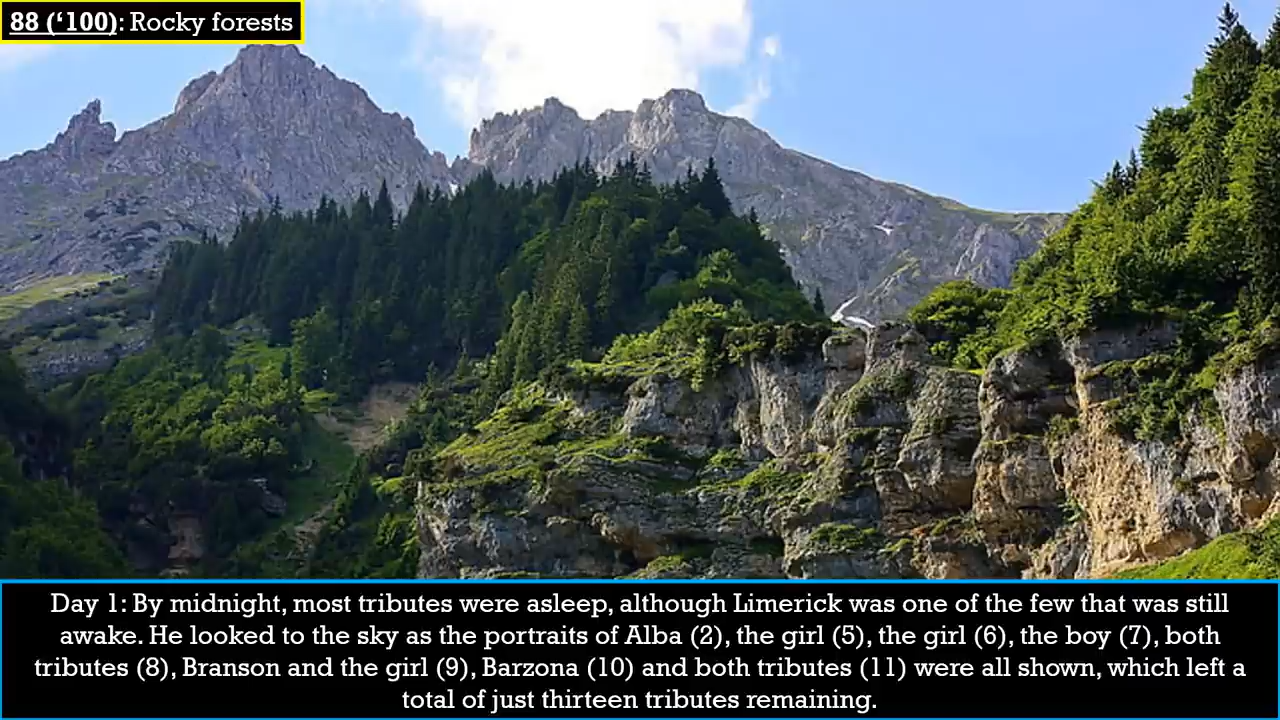 88 (‘100): Rocky forests
Day 1: By midnight, most tributes were asleep, although Limerick was one of the few that was still
awake. He looked to the sky as the portraits of Alba (2), the girl (5), the girl (6), the boy (7), both
tributes (8), Branson and the girl (9), Barzona (10) and both tributes (11) were all shown, which left a
total of just thirteen tributes remaining.